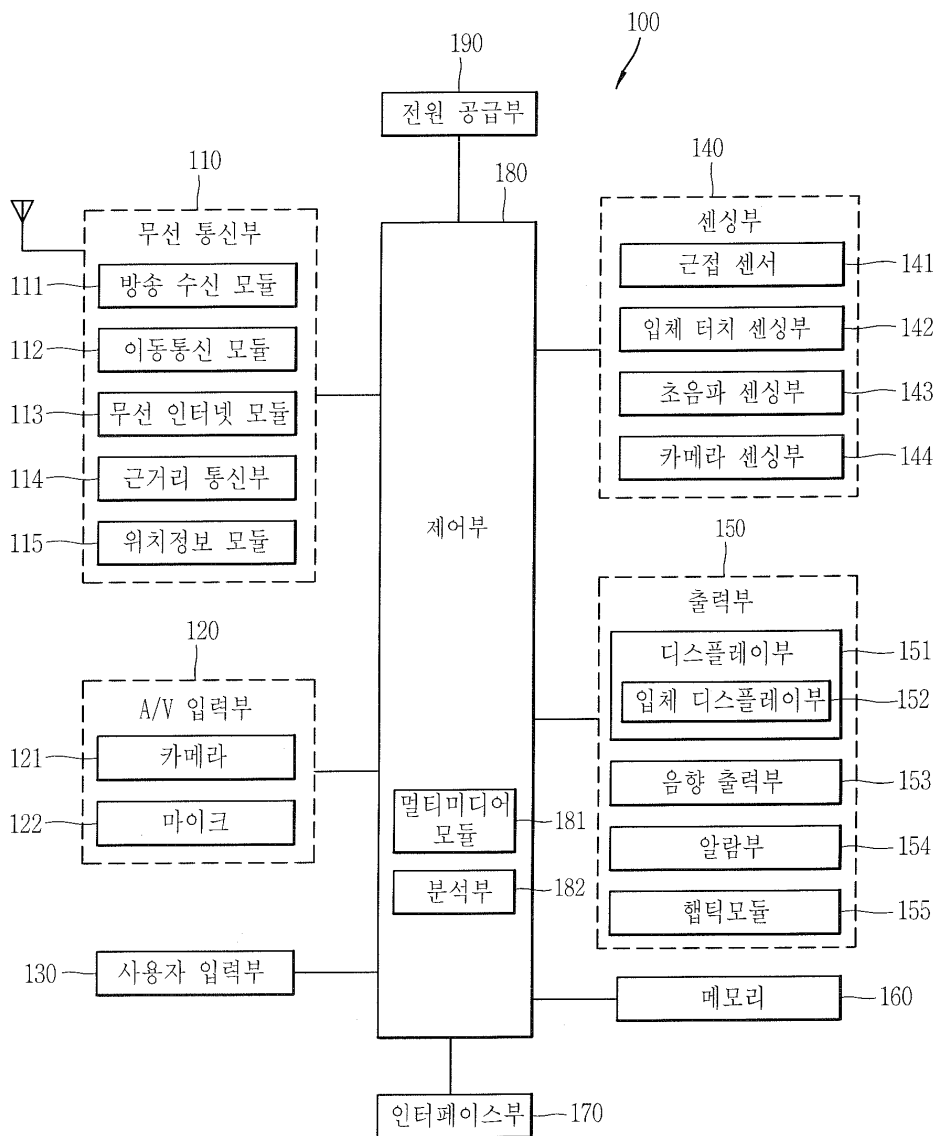 100
190
전원 공급부
110
무선 통신부
111 방송 수신 모듈
112 이동통신 모듈
113 무선 인터넷 모듈
114 근거리 통신부
115 위치정보 모듈
120
A/V 입력부
121 카메라
122 마이크
130 사용자 입력부
180
제어부
멀티미디어
모듈 181
분석부 182
140
센싱부
근접 센서 141
입체 터치 센싱부 142
초음파 센싱부 143
카메라 센싱부 144
150
출력부
디스플레이부 151
입체 디스플레이부 152
음향 출력부 153
알람부 154
햅틱모듈 155
메모리 160
인터페이스부 170